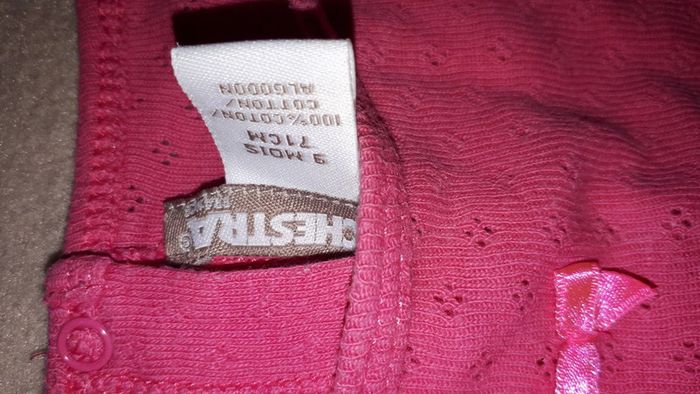 9 MOIS
71CM
100%COTON/
COTTON/
ALGODON
CHESTRA